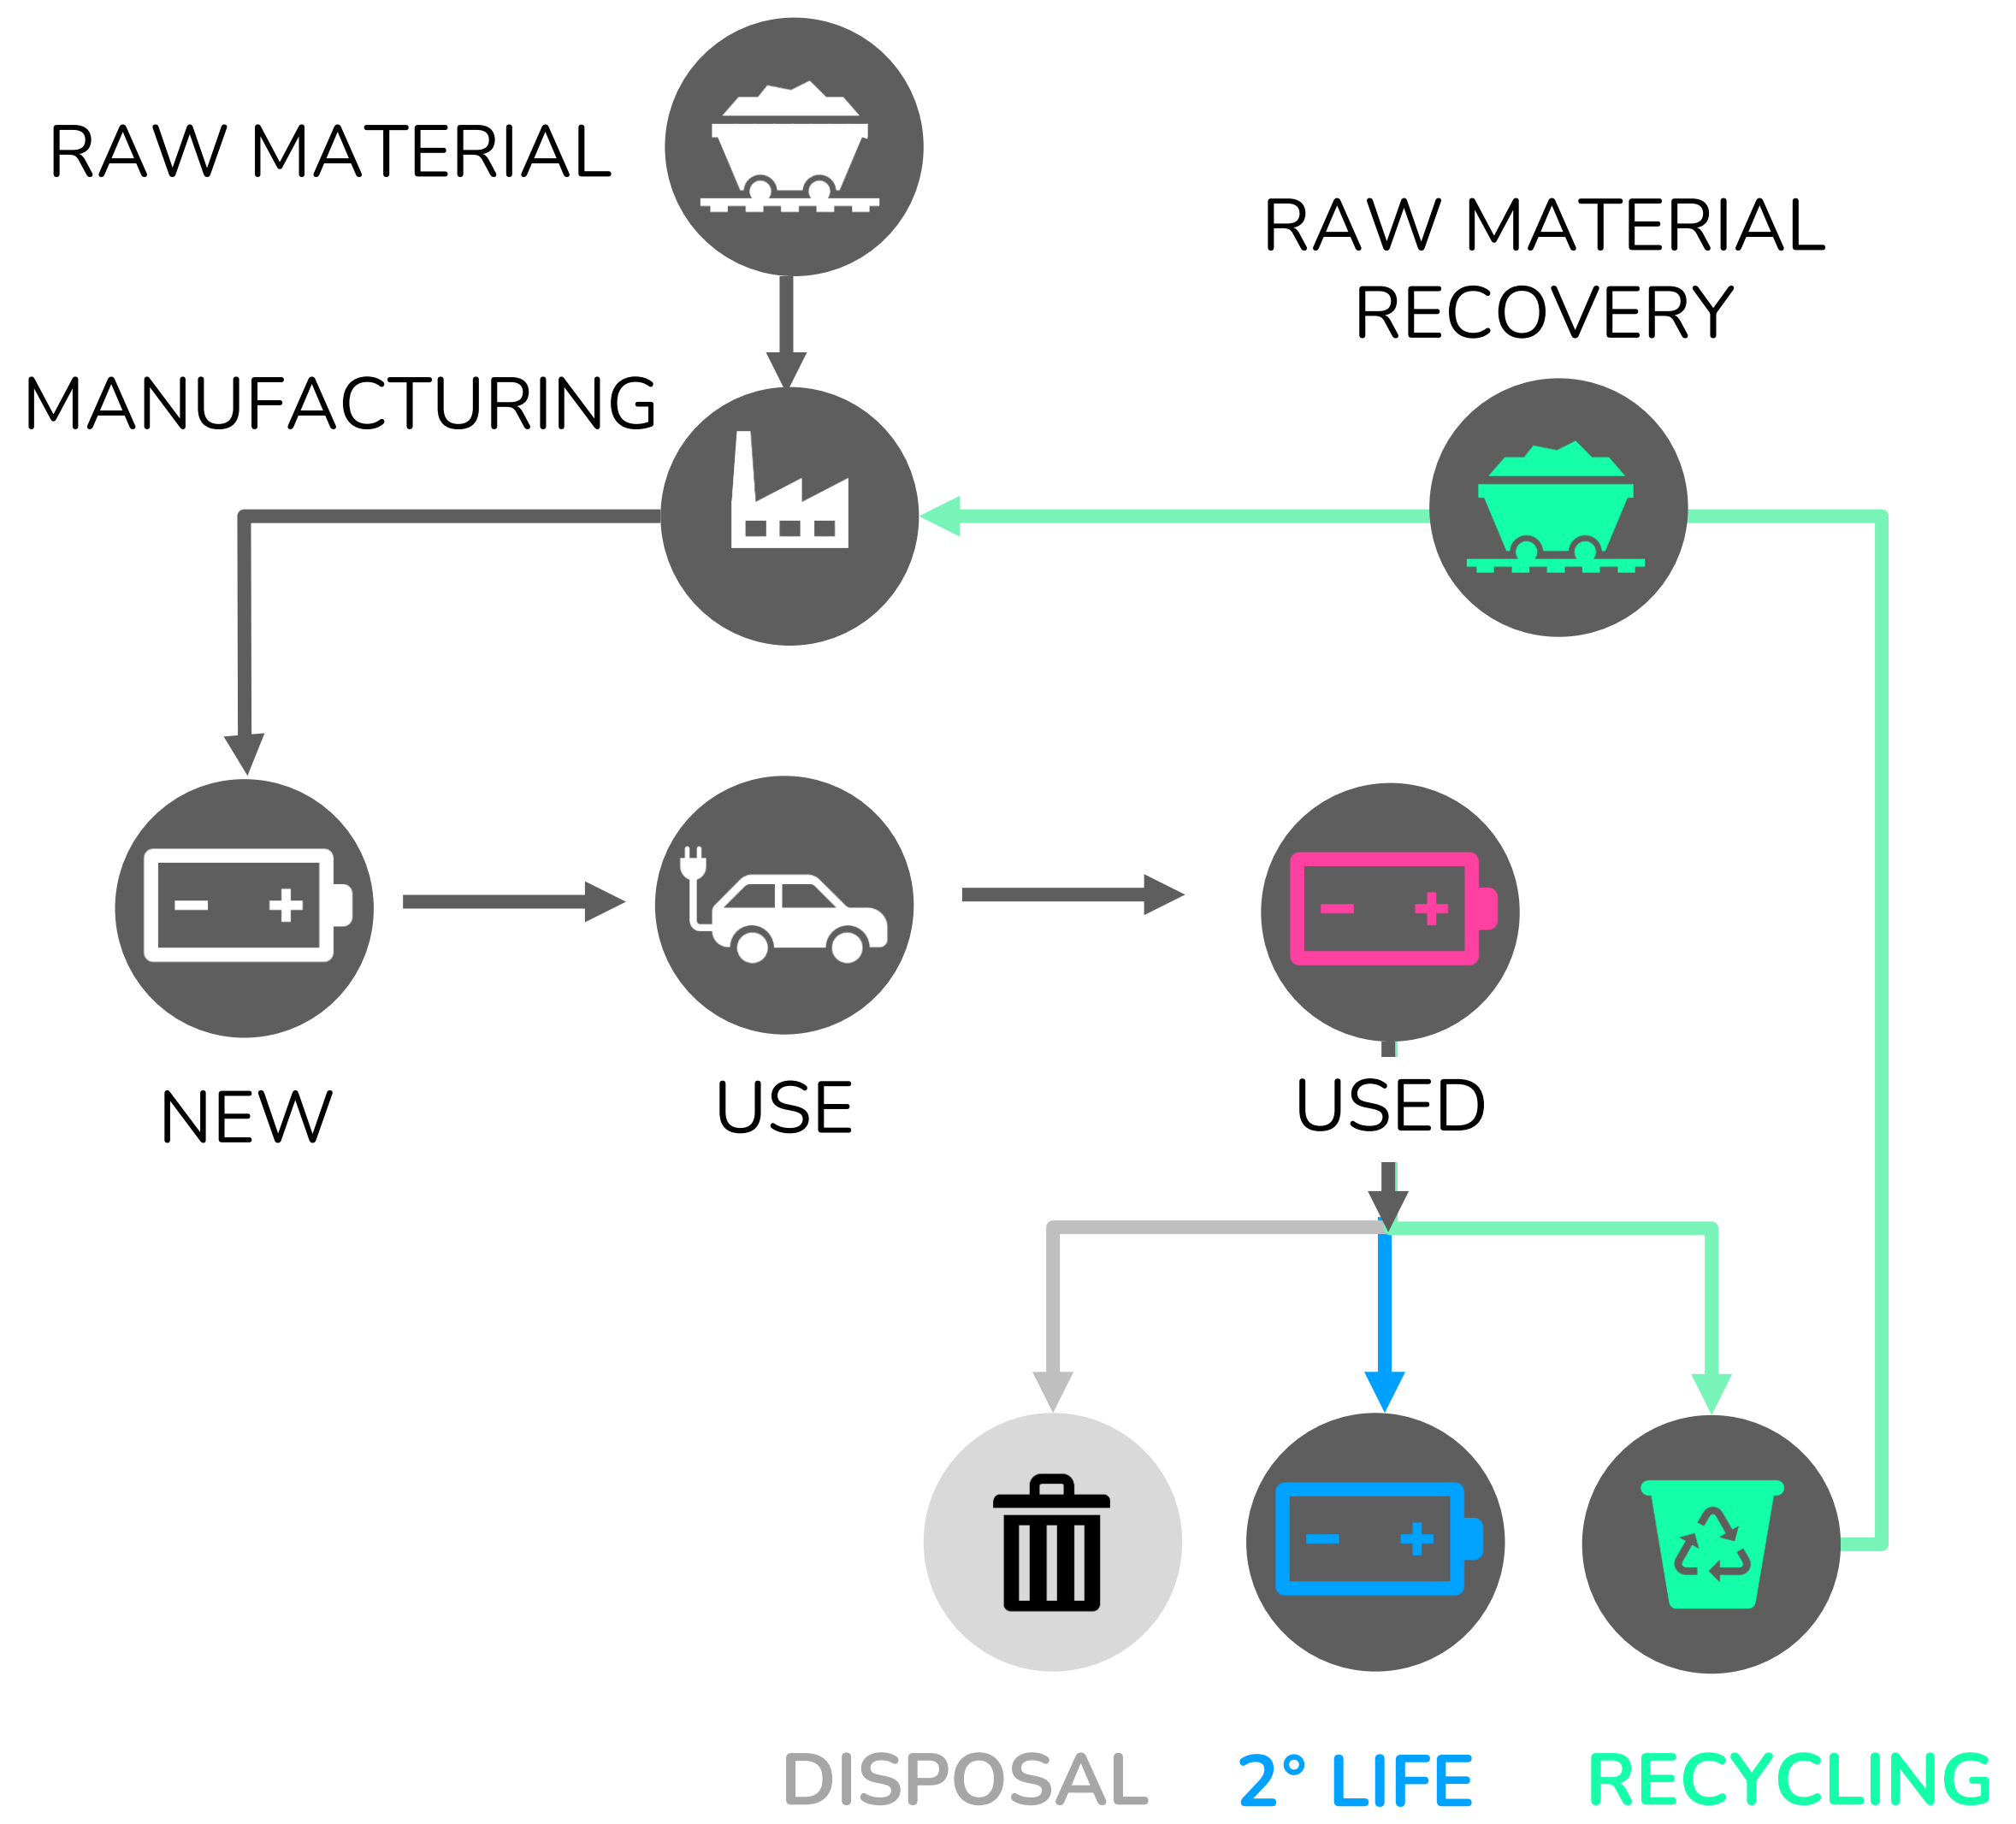 RAW MATERIAL
RAW MATERIAL
RECOVERY
MANUFACTURING
NEW
USE
USED
DISPOSAL
2° LIFE
RECYCLING